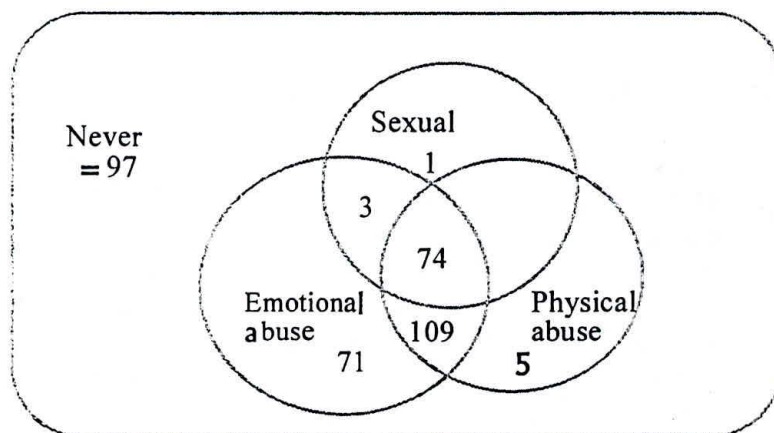 Never
= 97
Sexual
1
3
74
Emotional
abuse
71
109
Physical
abuse
5